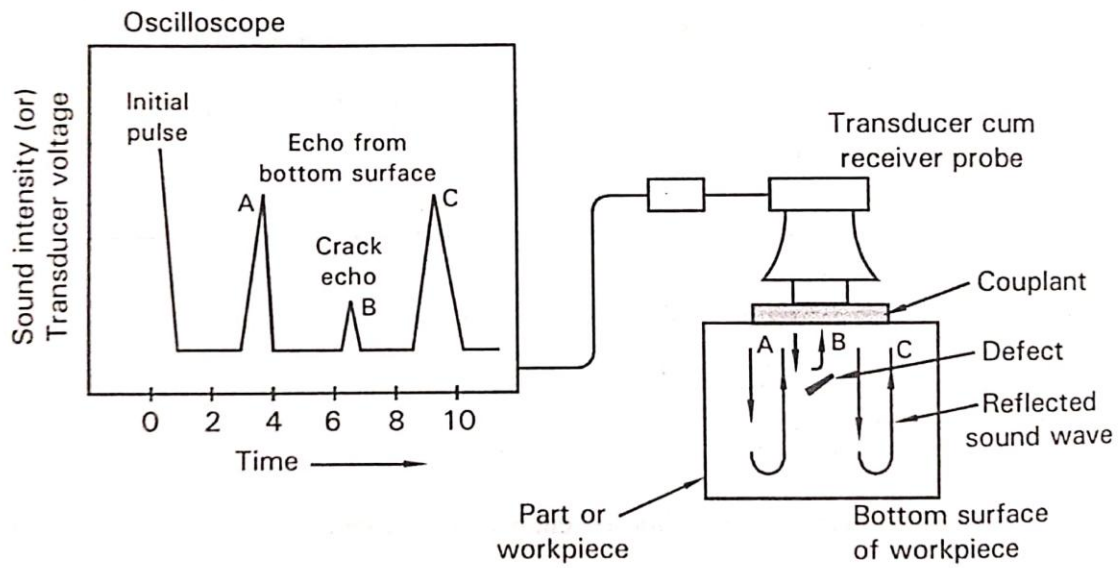 Oscilloscope
Sound intensity (or)
Transducer voltage
Initial
pulse
Echo from
bottom surface
A
C
Crack
echo
B
0 2 4 6 8 10
Time
Transducer cum
receiver probe
Couplant
A B C
Defect
Reflected
sound wave
Part or
workpiece
Bottom surface
of workpiece